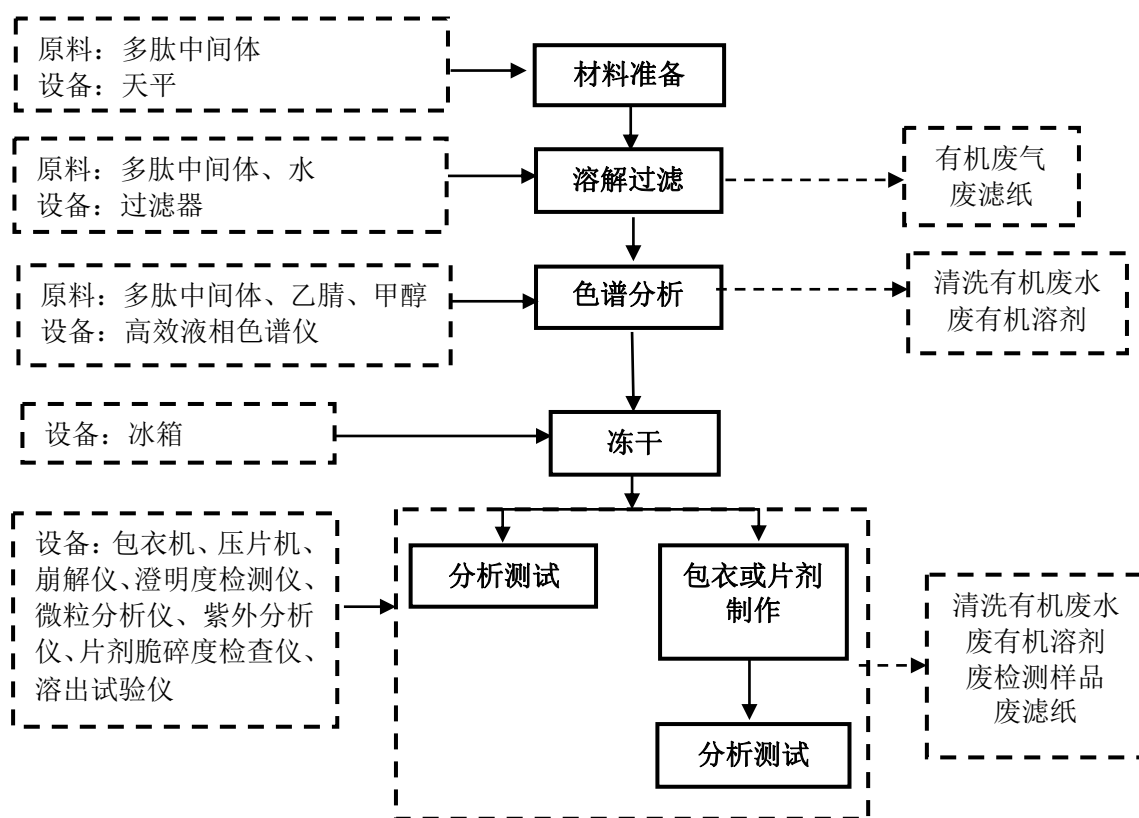 原料：多肽中间体
设备：天平
材料准备
原料：多肽中间体、水
设备：过滤器
溶解过滤
有机废气
废滤纸
原料：多肽中间体、乙腈、甲醇
设备：高效液相色谱仪
色谱分析
清洗有机废水
废有机溶剂
设备：冰箱
冻干
设备：包衣机、压片机、
崩解仪、澄明度检测仪、
微粒分析仪、紫外分析
仪、片剂脆碎度检查仪、
溶出试验仪
分析测试
包衣或片剂
制作
分析测试
清洗有机废水
废有机溶剂
废检测样品
废滤纸